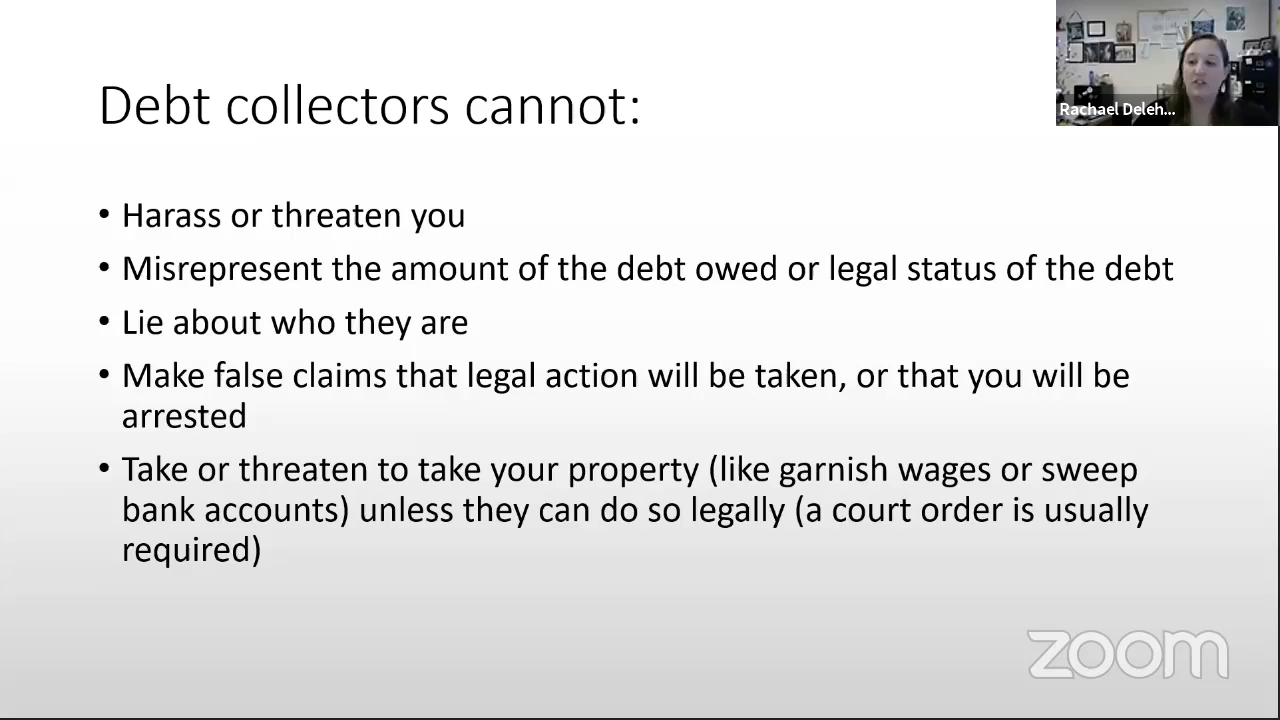 Debt collectors cannot:
Rachael Deleh...
• Harass or threaten you
• Misrepresent the amount of the debt owed or legal status of the debt
• Lie about who they are
• Make false claims that legal action will be taken, or that you will be
arrested
• Take or threaten to take your property (like garnish wages or sweep
bank accounts) unless they can do so legally (a court order is usually
required)
zoom